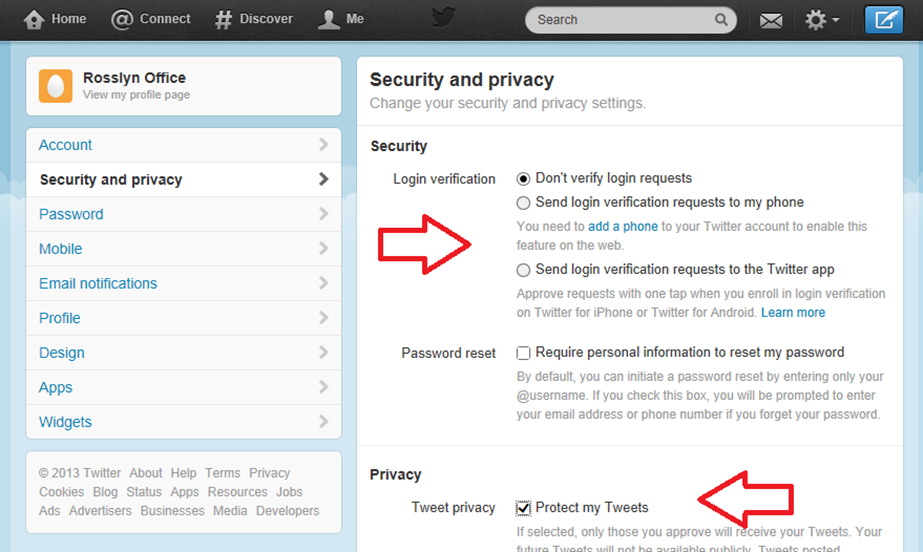 Home Connect Discover Me Search
Rosslyn Office
View my profile page
Account
Security and privacy
Password
Mobile
Email notifications
Profile
Design
Apps
Widgets
© 2013 Twitter About Help Terms Privacy
Cookies Blog Status Apps Resources Jobs
Ads Advertisers Businesses Media Developers
Security and privacy
Change your security and privacy settings.
Security
Login verification Don't verify login requests
Send login verification requests to my phone
You need to add a phone to your Twitter account to enable this
feature on the web.
Send login verification requests to the Twitter app
Approve requests with one tap when you enroll in login verification
on Twitter for iPhone or Twitter for Android. Learn more
Password reset Require personal information to reset my password
By default, you can initiate a password reset by entering only your
@username. If you check this box, you will be prompted to enter
your email address or phone number if you forget your password.
Privacy
Tweet privacy Protect my Tweets
If selected, only those you approve will receive your Tweets. Your
future Tweets will not be available publicly. Tweets posted